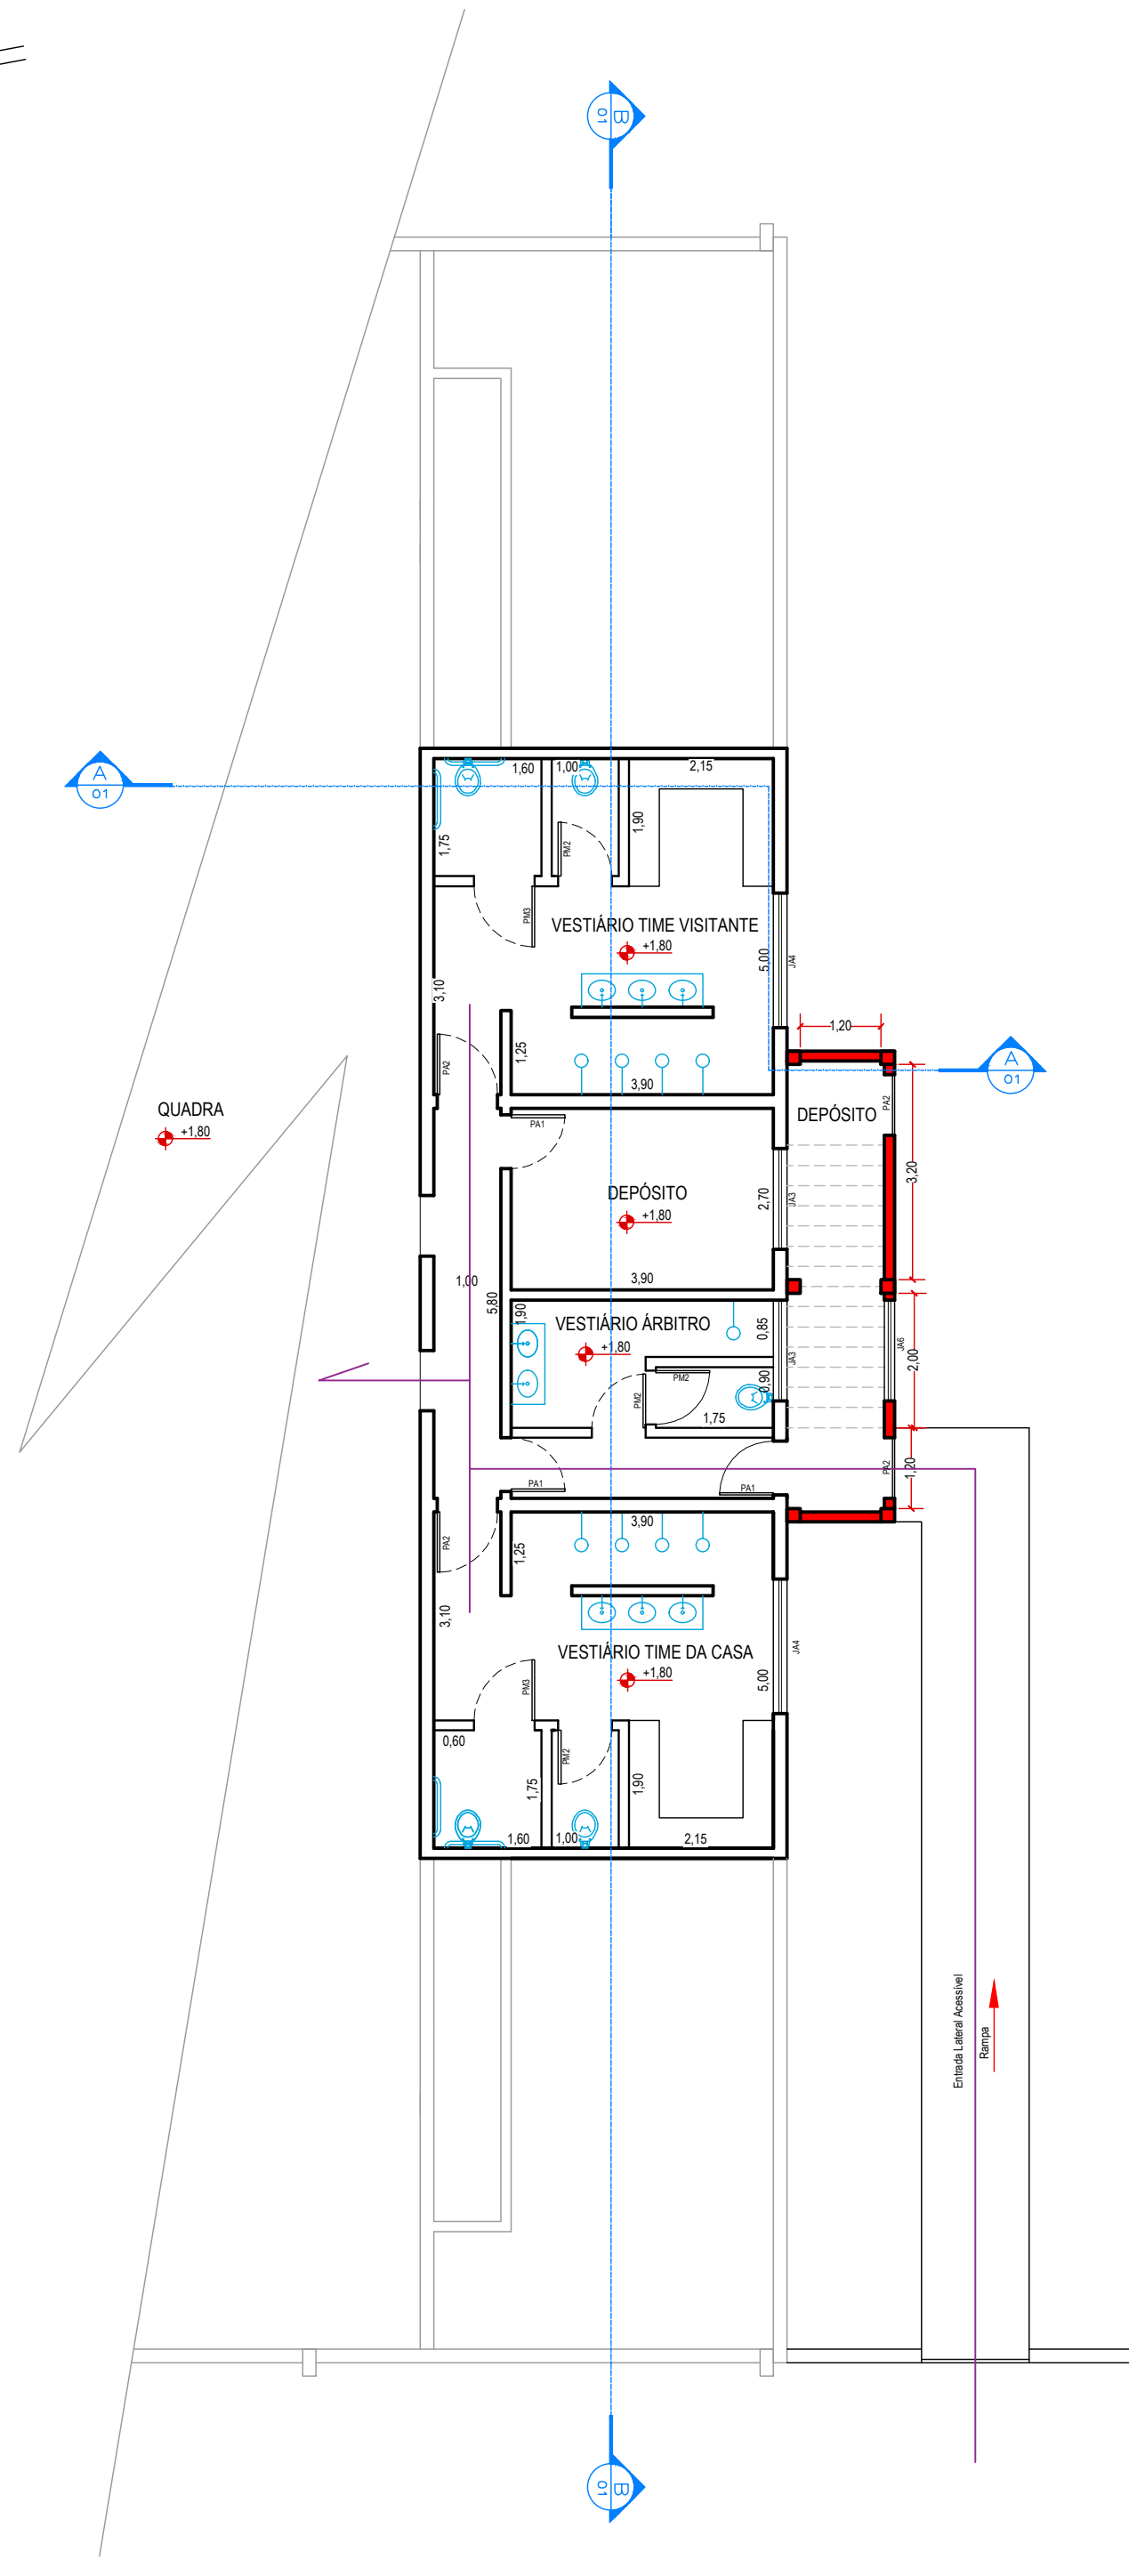 B
01
1,60
1,00
2,15
A
01
1,90
1,75
PM2
PM3
VESTIÁRIO TIME VISITANTE
+1,80
5,00
JA4
3,10
1,20
1,25
PA2
A
01
3,90
QUADRA
DEPÓSITO
PA2
+1,80
PA1
3,20
DEPÓSITO
2,70
JA3
+1,80
1,00
3,90
5,80
1,90
VESTIÁRIO ÁRBITRO
0,85
+1,80
JA3
JA6
2,00
PM2
0,90
PM2
1,75
PA1
PA1
PA2
1,20
3,90
PA2
1,25
3,10
VESTIÁRIO TIME DA CASA
JA4
+1,80
5,00
PM3
0,60
PM2
1,75
1,90
1,60
1,00
2,15
Entrada Lateral Acessível
Rampa
B
01